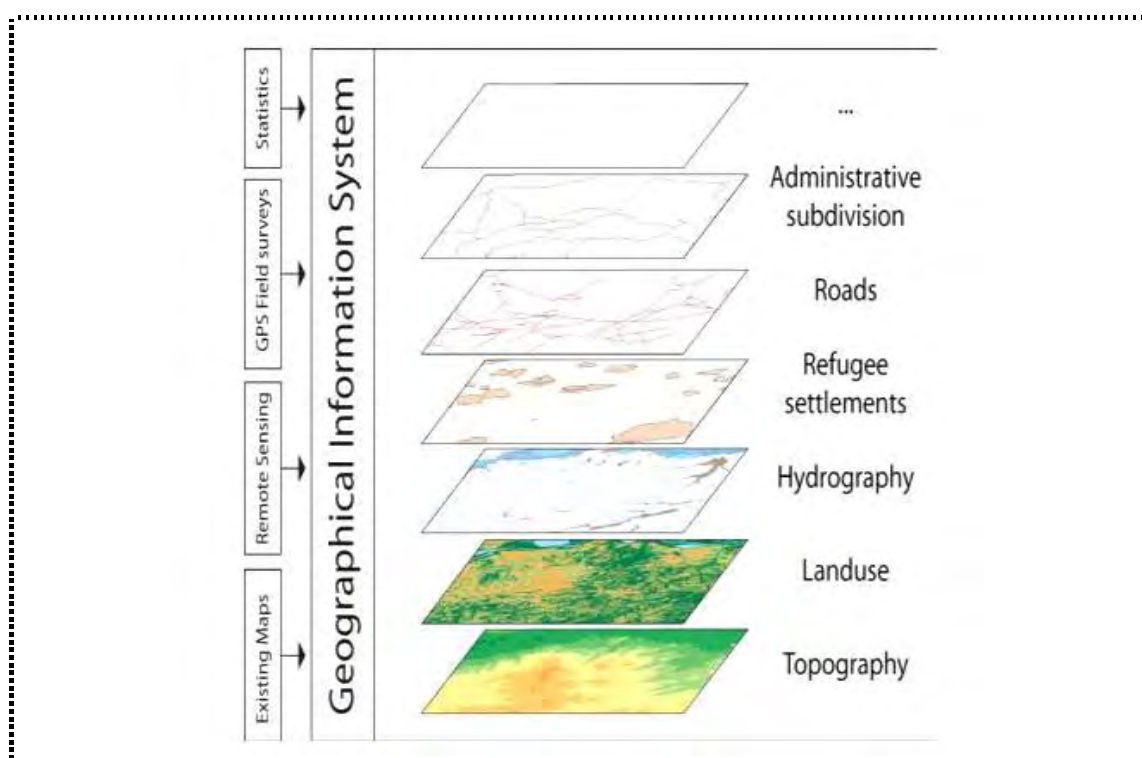 Statistics
GPS Field surveys
Remote Sensing
Existing Maps
Geographical Information System
...
Administrative
subdivision
Roads
Refugee
settlements
Hydrography
Landuse
Topography